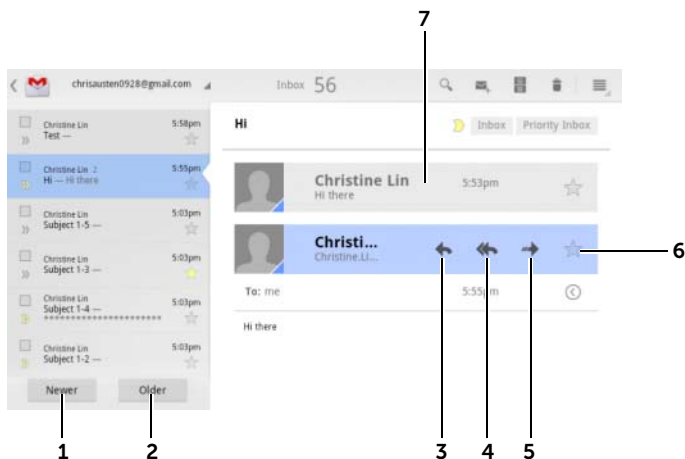 7
chrisausten0928@gmail.com
Inbox 56
Christine Lin 5:58pm
Test —
Christine Lin 2 5:55pm
Hi — Hi there
Christine Lin 5:03pm
Subject 1-5 —
Christine Lin 5:03pm
Subject 1-3 —
Christine Lin 5:03pm
Subject 1-4 —
***********************
Christine Lin 5:03pm
Subject 1-2 —
Newer Older
Hi Inbox Priority Inbox
Christine Lin 5:53pm
Hi there
Christi...
Christine.Li...
6
To: me 5:55pm
Hi there
1 2 3 4 5